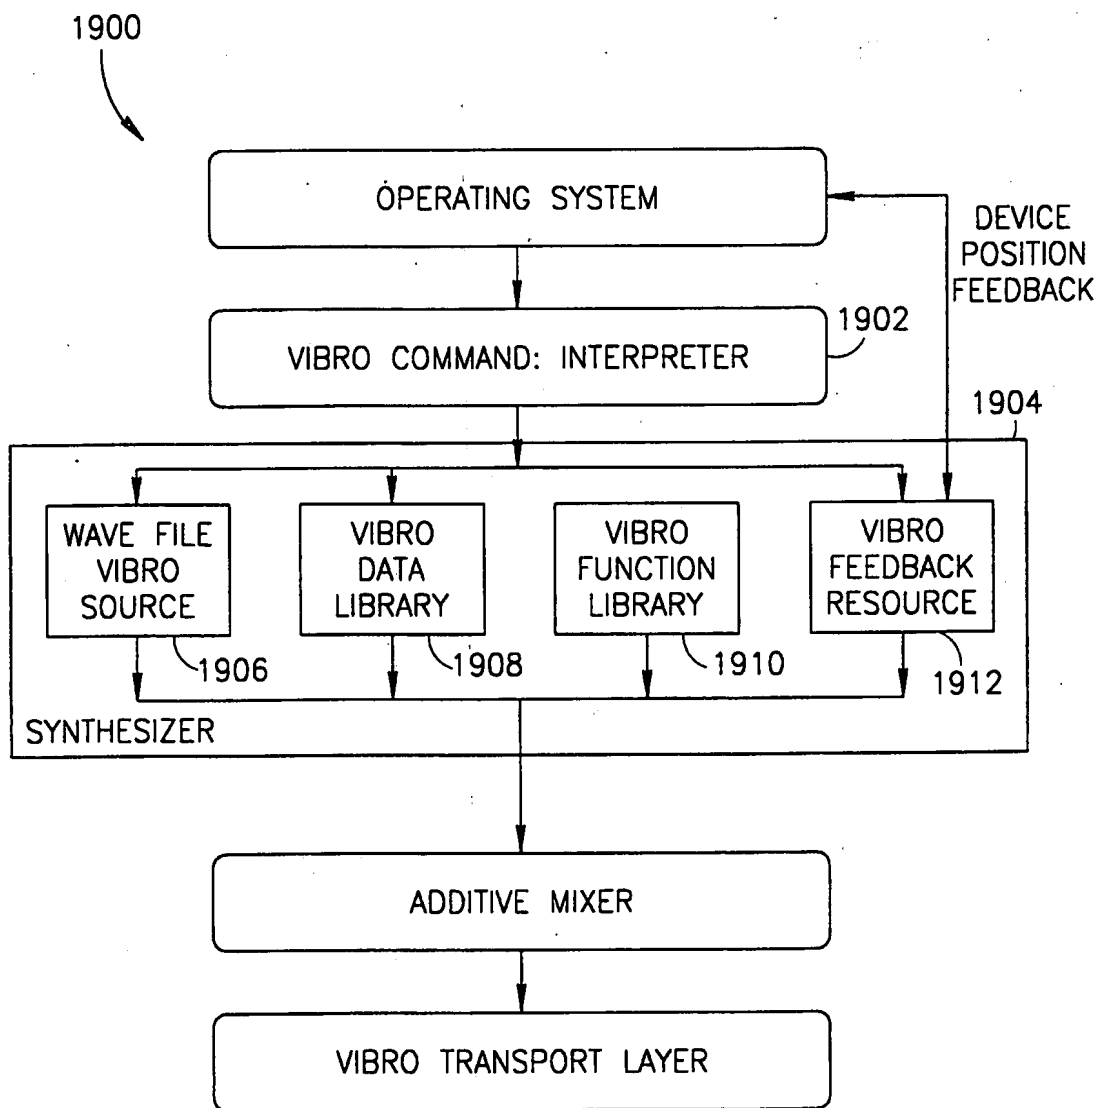 1900
OPERATING SYSTEM
DEVICE
POSITION
FEEDBACK
1902
VIBRO COMMAND: INTERPRETER
1904
WAVE FILE
VIBRO
SOURCE
VIBRO
DATA
LIBRARY
VIBRO
FUNCTION
LIBRARY
VIBRO
FEEDBACK
RESOURCE
1906
1908
1910
1912
SYNTHESIZER
ADDITIVE MIXER
VIBRO TRANSPORT LAYER